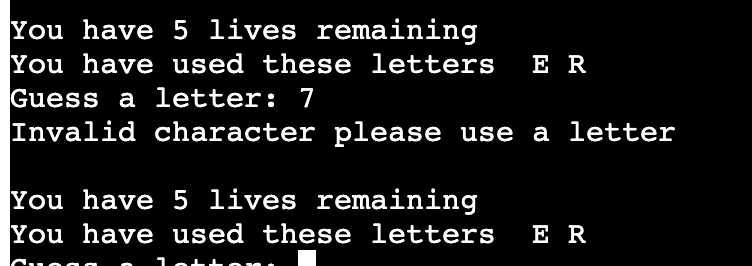 You have 5 lives remaining
You have used these letters  E R
Guess a letter: 7
Invalid character please use a letter
You have 5 lives remaining
You have used these letters  E R
Guess a letter: